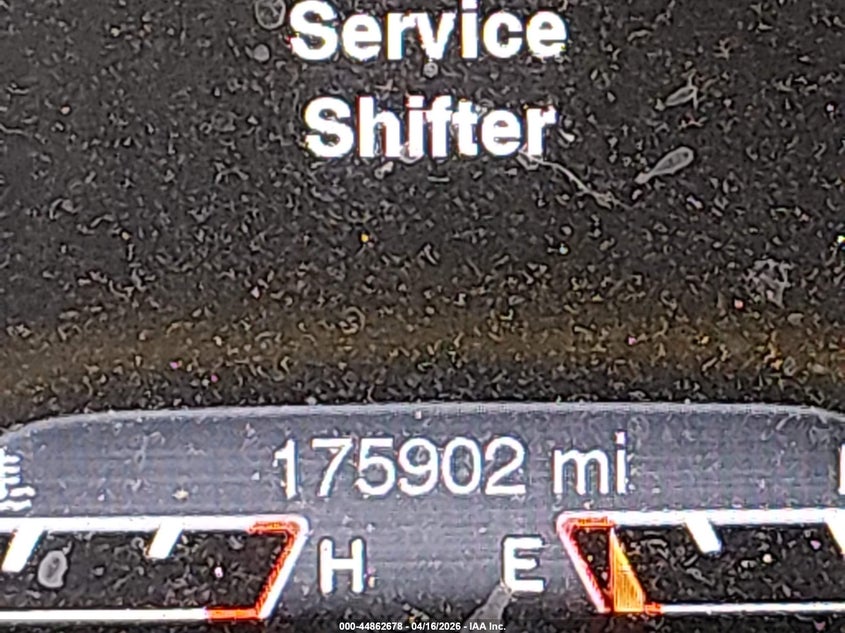 Service
Shifter
175902 mi
H E
000-44862678 - 04/16/2026 - IAA Inc.